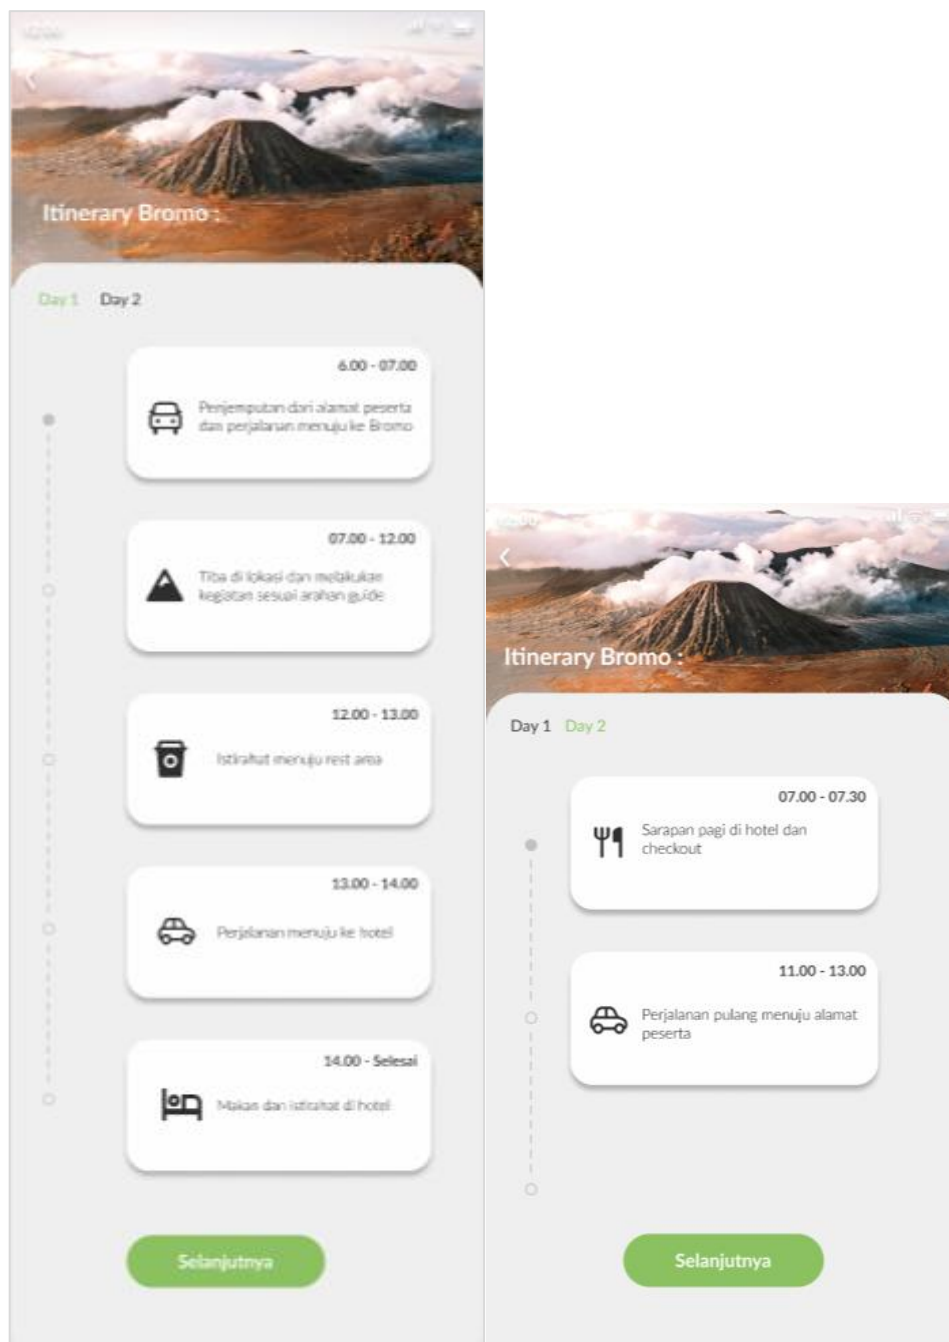 Itinerary Bromo :
Day 1 Day 2
6.00 - 07.00
Penjemputan dari alamat peserta
dan perjalanan menuju ke Bromo
07.00 - 12.00
Tiba di lokasi dan melakukan
kegiatan sesuai arahan guide
12.00 - 13.00
Istirahat menuju rest area
13.00 - 14.00
Perjalanan menuju ke hotel
14.00 - Selesai
Makan dan istirahat di hotel
Selanjutnya
Itinerary Bromo :
Day 1 Day 2
07.00 - 07.30
Sarapan pagi di hotel dan
checkout
11.00 - 13.00
Perjalanan pulang menuju alamat
peserta
Selanjutnya